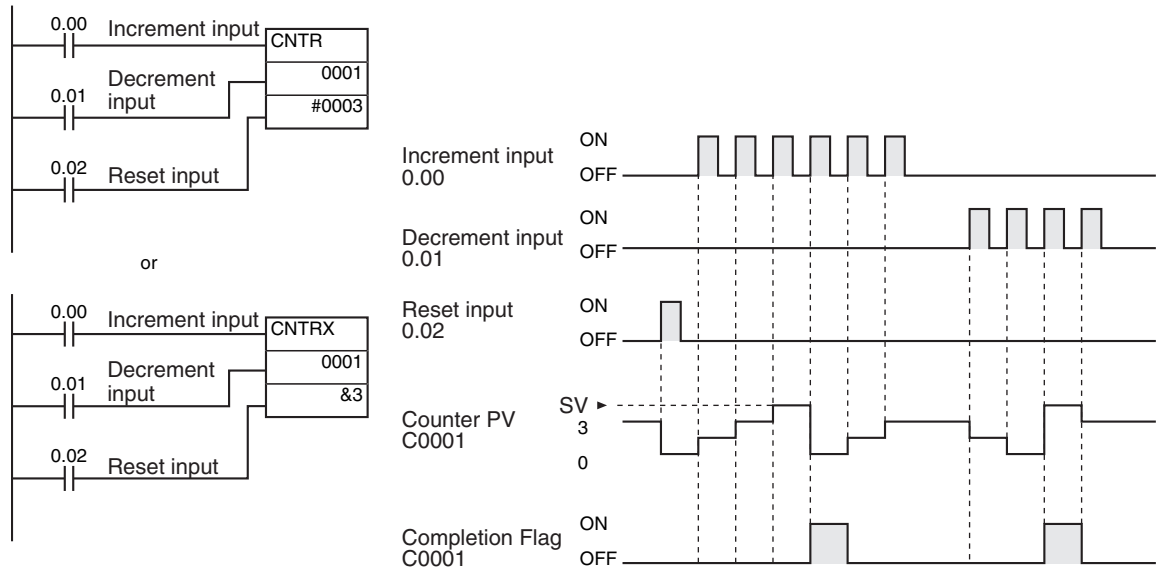 0.00 Increment input
CNTR
0001
#0003
0.01 Decrement
input
0.02 Reset input
or
0.00 Increment input
CNTRX
0001
&3
0.01 Decrement
input
0.02 Reset input
Increment input
0.00
ON
OFF
Decrement input
0.01
ON
OFF
Reset input
0.02
ON
OFF
Counter PV
C0001
SV
3
0
Completion Flag
C0001
ON
OFF